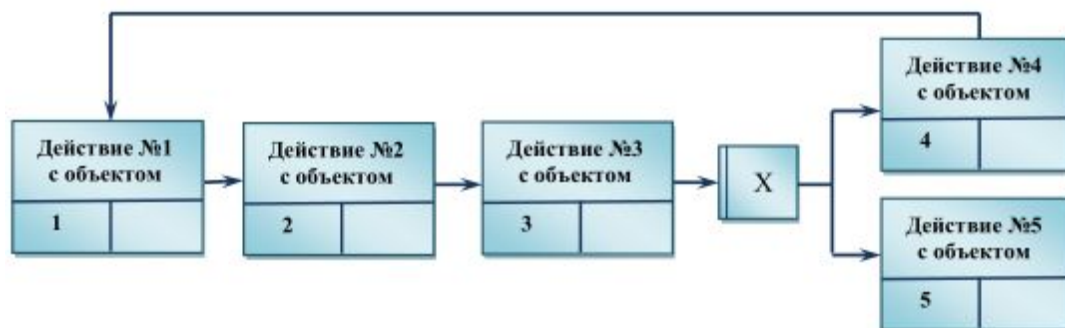 Действие №4
с объектом
4
Действие №1
с объектом
1
Действие №2
с объектом
2
Действие №3
с объектом
3
X
Действие №5
с объектом
5